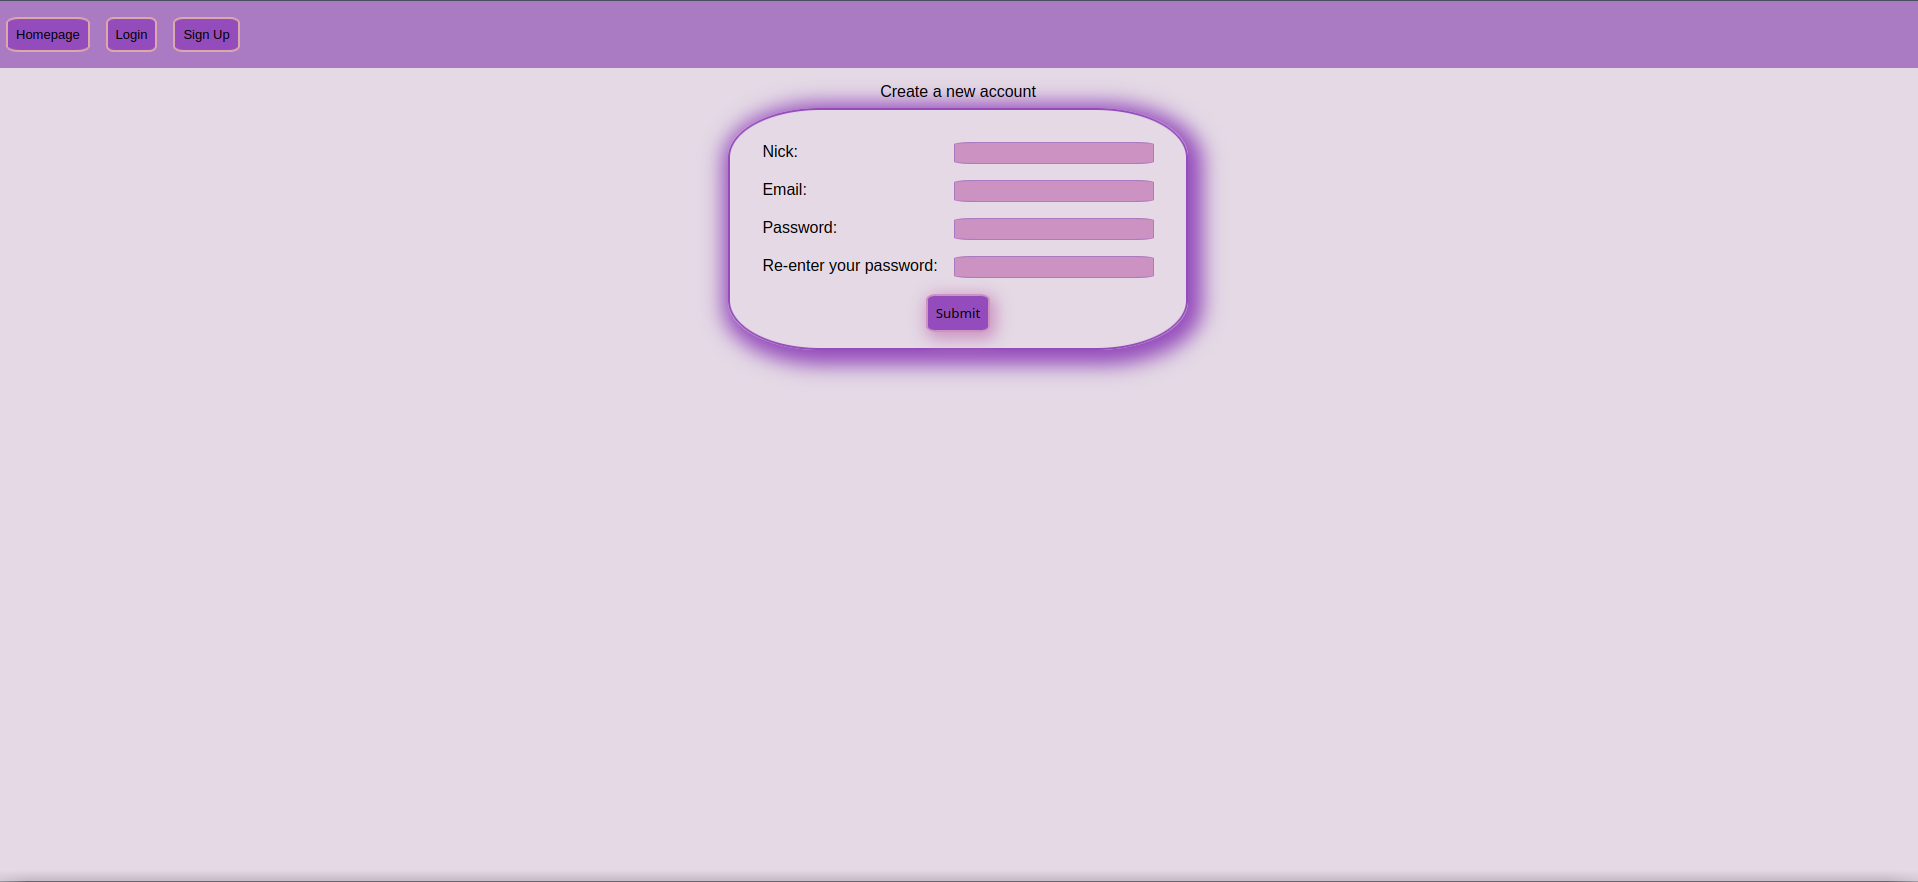 Homepage Login Sign Up
Create a new account
Nick:
Email:
Password:
Re-enter your password:
Submit